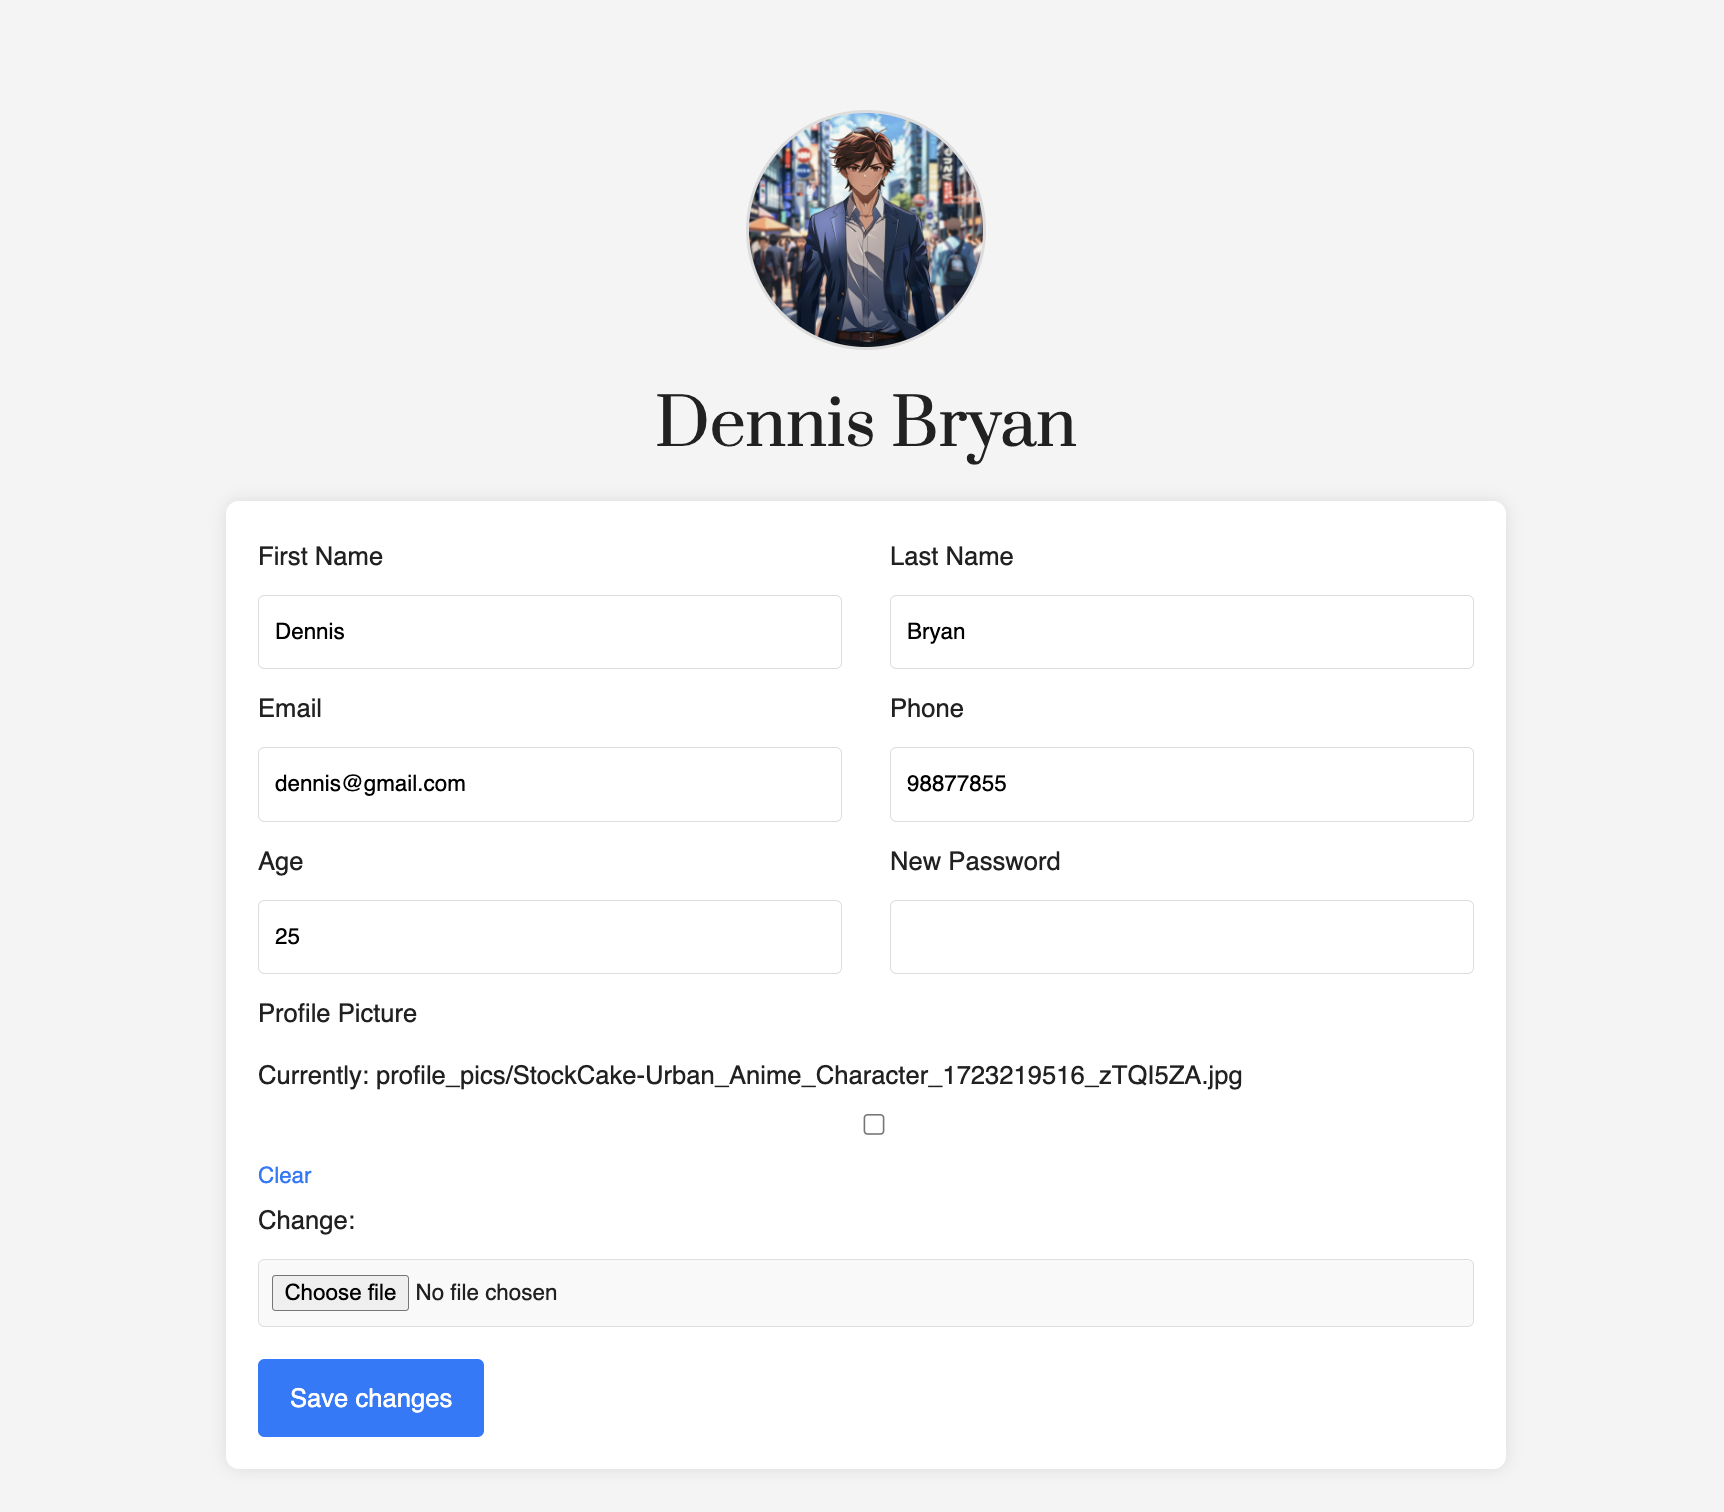 Dennis Bryan
First Name
Last Name
Dennis
Bryan
Email
Phone
dennis@gmail.com
98877855
Age
New Password
25
Profile Picture
Currently: profile_pics/StockCake-Urban_Anime_Character_1723219516_zTQI5ZA.jpg
Clear
Change:
Choose file No file chosen
Save changes